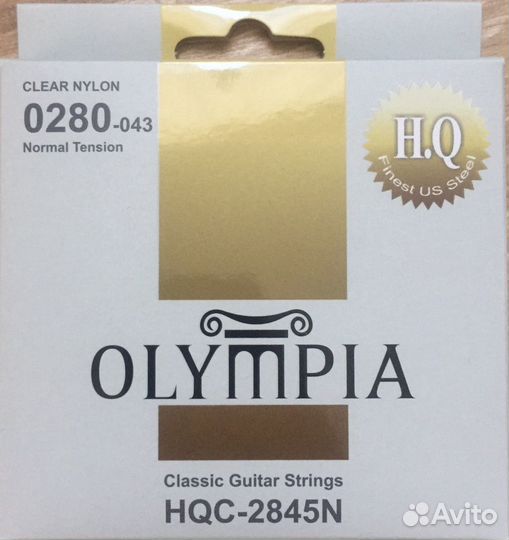 CLEAR NYLON
0280-043
Normal Tension
H.Q
Finest US Steel
OLYMPIA
Classic Guitar Strings
HQC-2845N
Avito